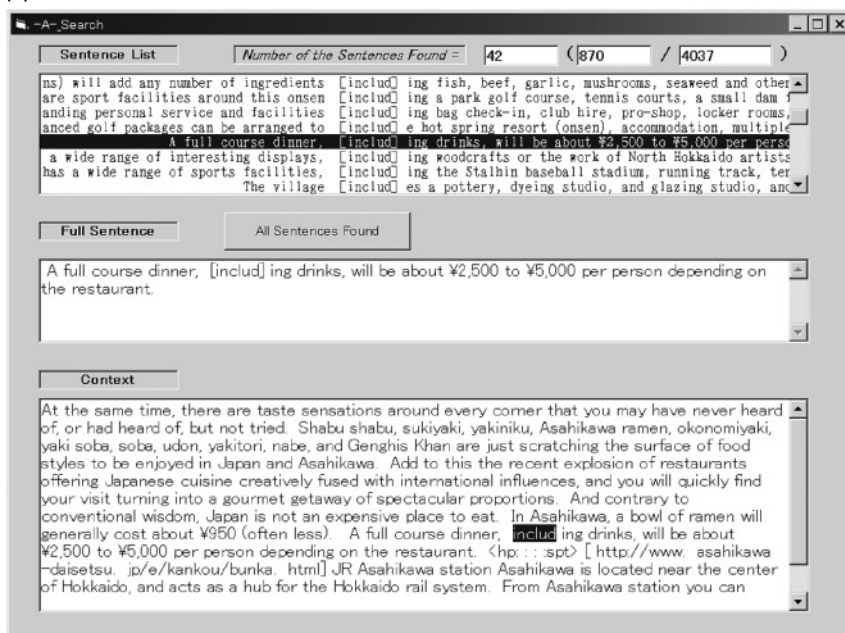 -A-_Search
Sentence List Number of the Sentences Found = 42 ( 870 / 4037 )
ns) will add any number of ingredients [includ] ing fish, beef, garlic, mushrooms, seaweed and other
are sport facilities around this onsen [includ] ing a park golf course, tennis courts, a small dam
anding personal service and facilities [includ] ing bag check-in, club hire, pro-shop, locker rooms,
anced golf packages can be arranged to [includ] e hot spring resort (onsen), accommodation, multiple
A full course dinner, [includ] ing drinks, will be about ¥2,500 to ¥5,000 per perso
a wide range of interesting displays, [includ] ing woodcrafts or the work of North Hokkaido artists
has a wide range of sports facilities, [includ] ing the Stalhin baseball stadium, running track, ter
The village [includ] es a pottery, dyeing studio, and glazing studio, and
Full Sentence All Sentences Found
A full course dinner, [includ] ing drinks, will be about ¥2,500 to ¥5,000 per person depending on
the restaurant.
Context
At the same time, there are taste sensations around every corner that you may have never heard
of, or had heard of, but not tried. Shabu shabu, sukiyaki, yakiniku, Asahikawa ramen, okonomiyaki,
yaki soba, soba, udon, yakitori, nabe, and Genghis Khan are just scratching the surface of food
styles to be enjoyed in Japan and Asahikawa. Add to this the recent explosion of restaurants
offering Japanese cuisine creatively fused with international influences, and you will quickly find
your visit turning into a gourmet getaway of spectacular proportions. And contrary to
conventional wisdom, Japan is not an expensive place to eat. In Asahikawa, a bowl of ramen will
generally cost about ¥950 (often less). A full course dinner, includ ing drinks, will be about
¥2,500 to ¥5,000 per person depending on the restaurant. <hp: : : :spt> [ http://www. asahikawa
-daisetsu. jp/e/kankou/bunka. html] JR Asahikawa station Asahikawa is located near the center
of Hokkaido, and acts as a hub for the Hokkaido rail system. From Asahikawa station you can